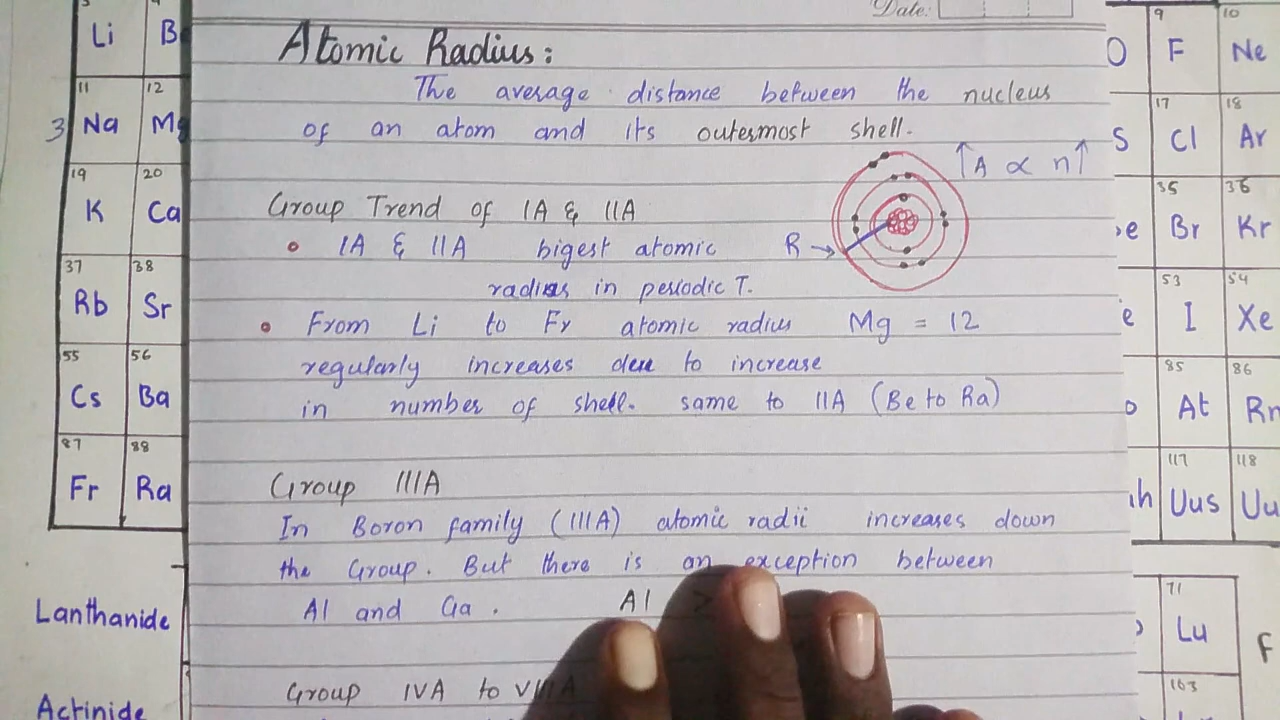 Date:
Atomic Radius:
The average distance between the nucleus
of an atom and its outermost shell.
↑A ∝ n↑
Group Trend of IA & IIA
• IA & IIA bigest atomic
radius in periodic T.
R →
• From Li to Fr atomic radius Mg = 12
regularly increases due to increase
in number of shell. same to IIA (Be to Ra)
Group IIIA
In Boron family (IIIA) atomic radii increases down
the Group. But there is an exception between
Al and Ga. Al >
Group IVA to VIIIA
3
Li B
11 12
Na Mg
19 20
K Ca
37 38
Rb Sr
55 56
Cs Ba
87 88
Fr Ra
Lanthanide
Actinide
9 10
O F Ne
17 18
S Cl Ar
35 36
e Br Kr
53 54
e I Xe
85 86
o At Rn
117 118
h Uus Uu
71
Lu
F
103